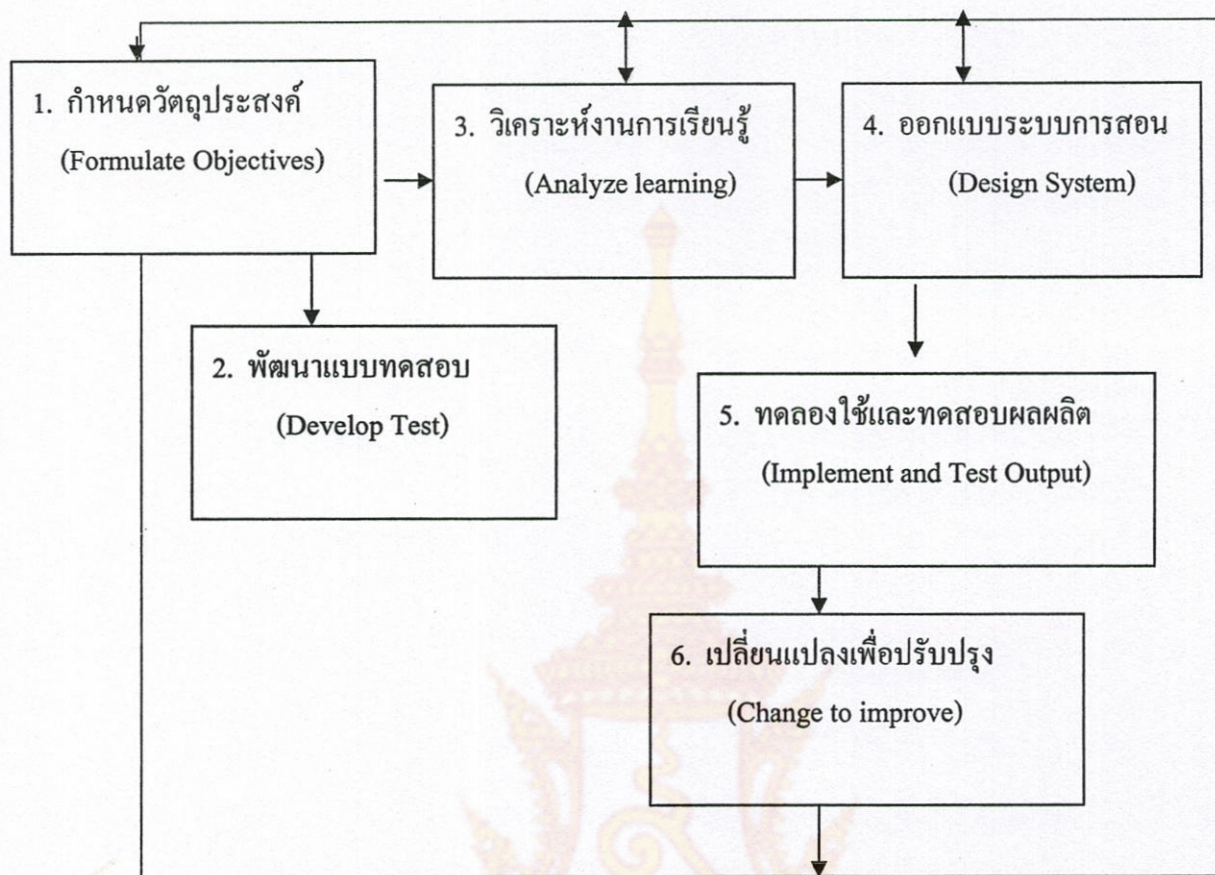 1. กำหนดวัตถุประสงค์
(Formulate Objectives)
3. วิเคราะห์งานการเรียนรู้
(Analyze learning)
4. ออกแบบระบบการสอน
(Design System)
2. พัฒนาแบบทดสอบ
(Develop Test)
5. ทดลองใช้และทดสอบผลผลิต
(Implement and Test Output)
6. เปลี่ยนแปลงเพื่อปรับปรุง
(Change to improve)